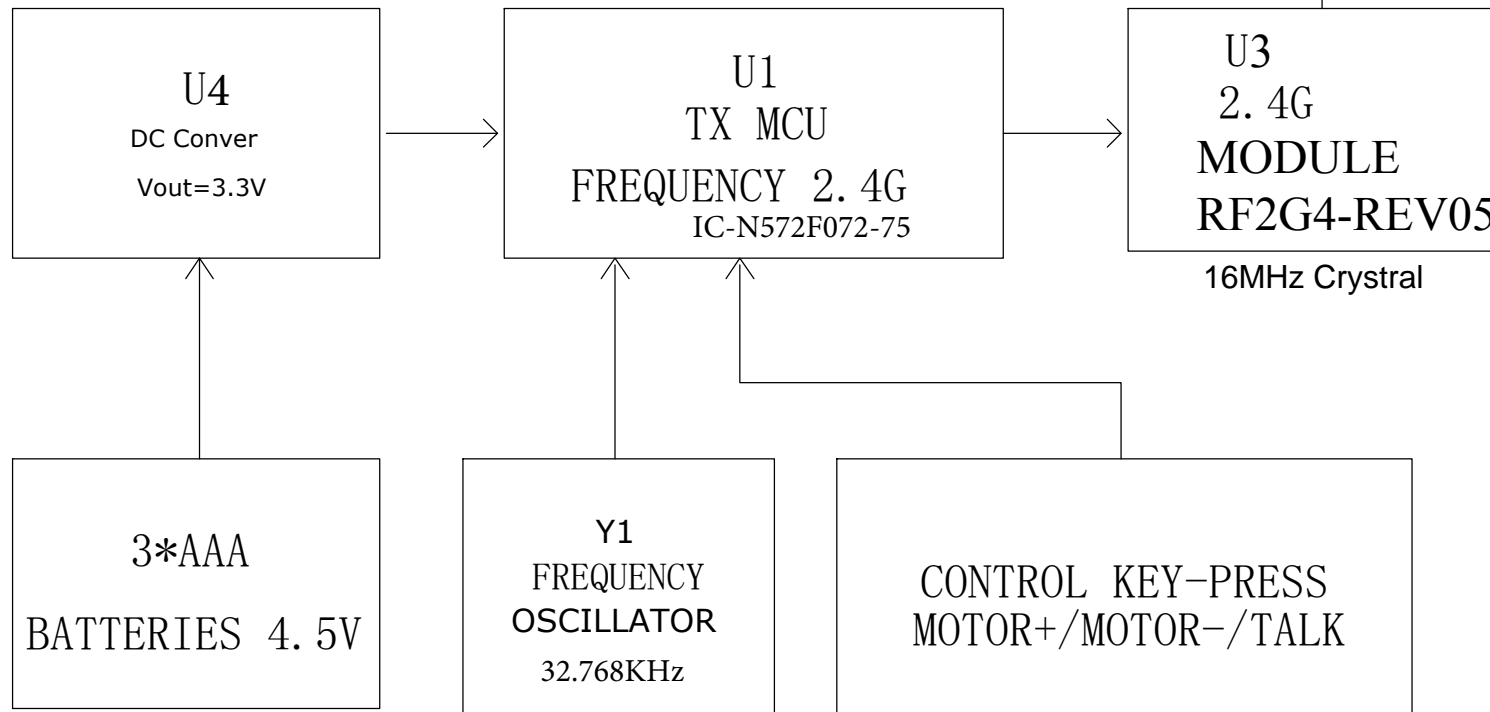 U4
DC Conver
Vout=3.3V
U1
TX MCU
FREQUENCY 2.4G
IC-N572F072-75
U3
2.4G
MODULE
RF2G4-REV05
16MHz Crystral
3*AAA
BATTERIES 4.5V
Y1
FREQUENCY
OSCILLATOR
32.768KHz
CONTROL KEY-PRESS
MOTOR+/MOTOR-/TALK